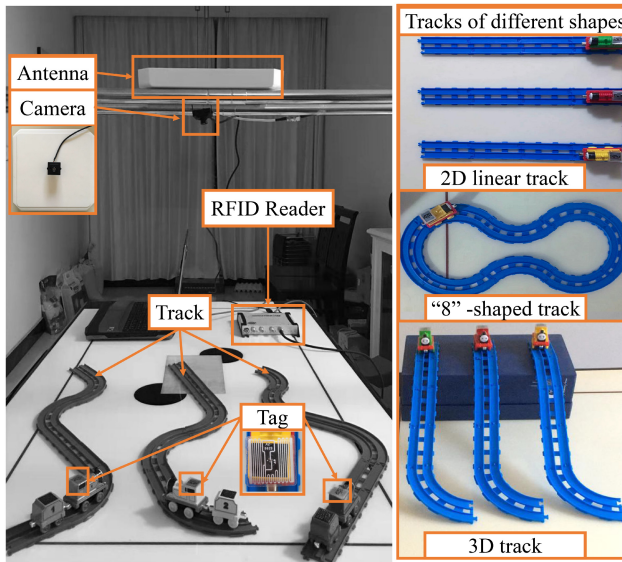 Antenna
Camera
RFID Reader
Track
Tag
Tracks of different shapes
2D linear track
“8” -shaped track
3D track